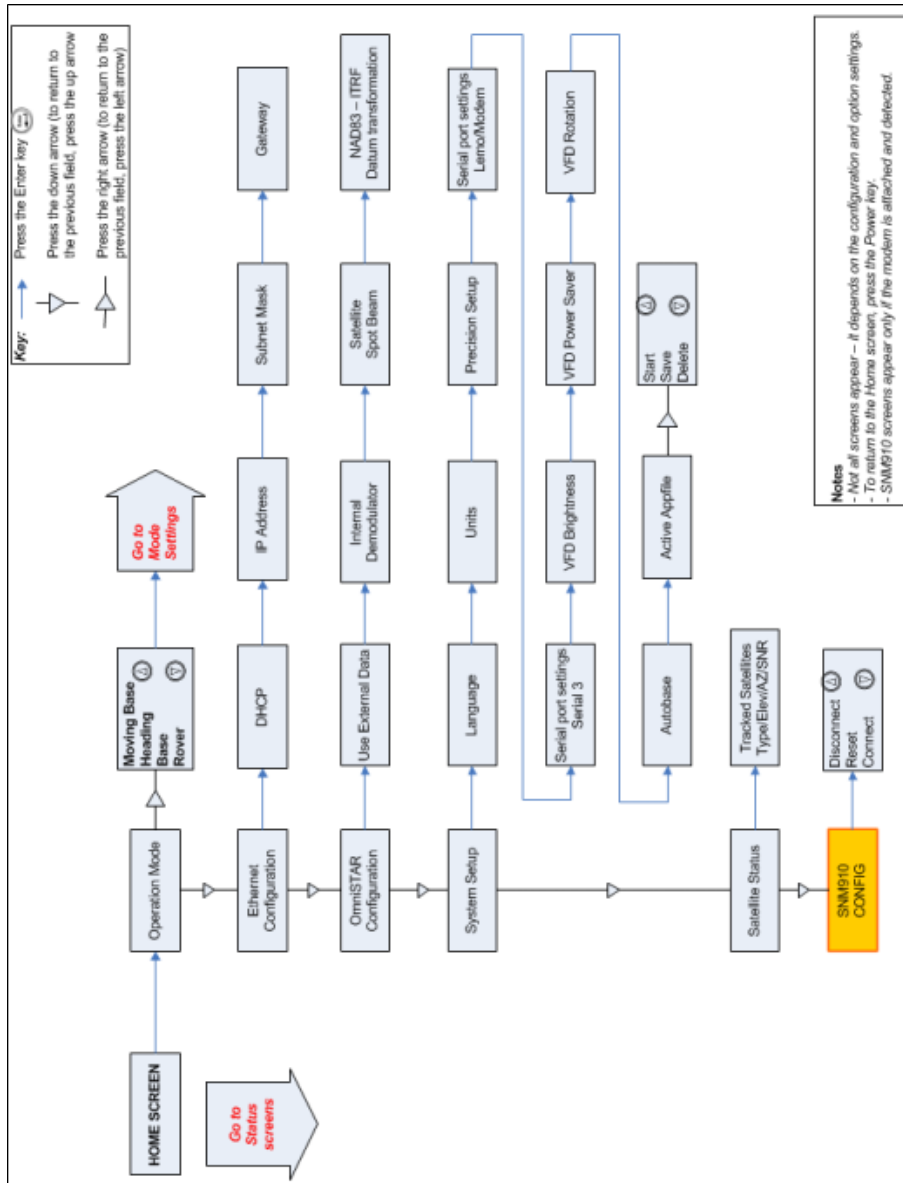 HOME SCREEN
Go to
Status
screens
Operation Mode
Moving Base
Heading
Base
Rover
Go to
Mode
Settings
Ethernet
Configuration
DHCP
IP Address
Subnet Mask
Gateway
OmniSTAR
Configuration
Use External Data
Internal
Demodulator
Satellite
Spot Beam
NAD83 – ITRF
Datum transformation
System Setup
Language
Units
Precision Setup
Serial port settings
Lemo/Modem
Serial port settings
Serial 3
VFD Brightness
VFD Power Saver
VFD Rotation
Autobase
Active Appfile
Start
Save
Delete
Satellite Status
Tracked Satellites
Type/Elev/AZ/SNR
SNM910
CONFIG
Disconnect
Reset
Connect
Key:
Press the Enter key
Press the down arrow (to return to
the previous field, press the up arrow
Press the right arrow (to return to the
previous field, press the left arrow)
Notes
- Not all screens appear – it depends on the configuration and option settings.
- To return to the Home screen, press the Power key.
- SNM910 screens appear only if the modem is attached and detected.